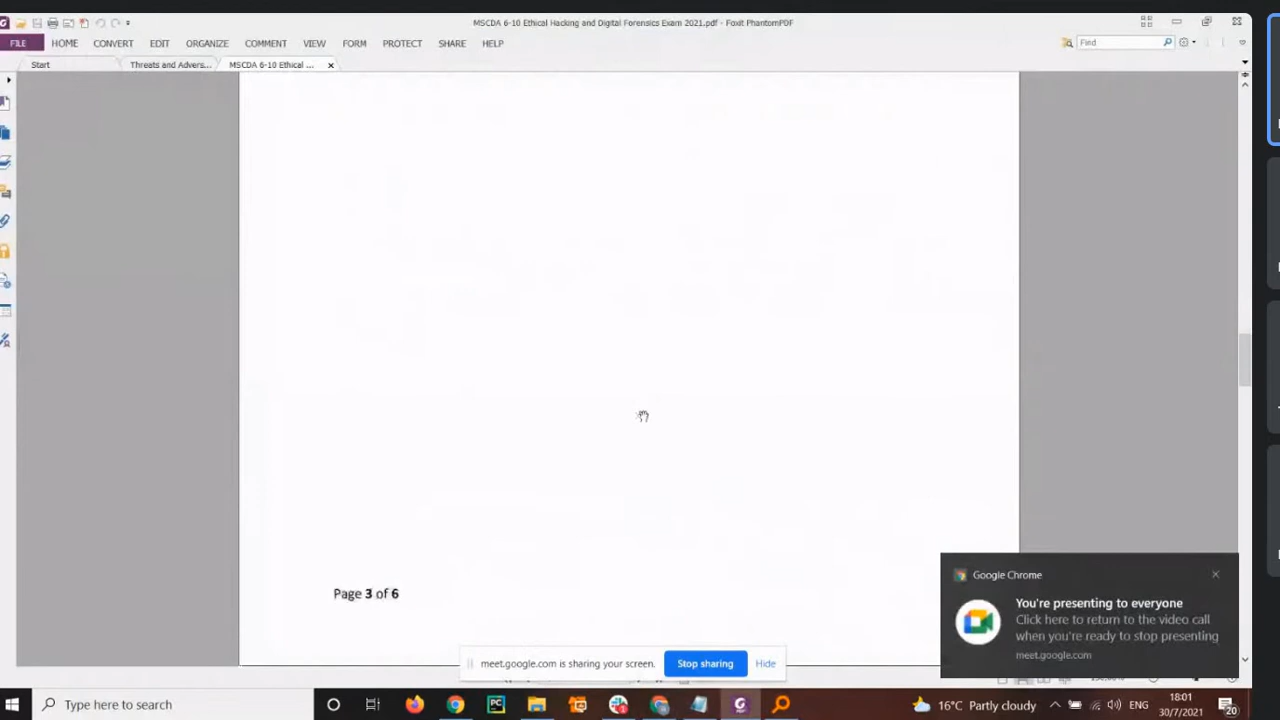 MSCDA 6-10 Ethical Hacking and Digital Forensics Exam 2021.pdf - Foxit PhantomPDF
FILE HOME CONVERT EDIT ORGANIZE COMMENT VIEW FORM PROTECT SHARE HELP
Find
Start Threats and Advers... MSCDA 6-10 Ethical ...
Page 3 of 6
Google Chrome
You're presenting to everyone
Click here to return to the video call
when you're ready to stop presenting
meet.google.com
meet.google.com is sharing your screen. Stop sharing Hide
Type here to search
PC
16°C Partly cloudy
ENG
18:01
30/7/2021
20